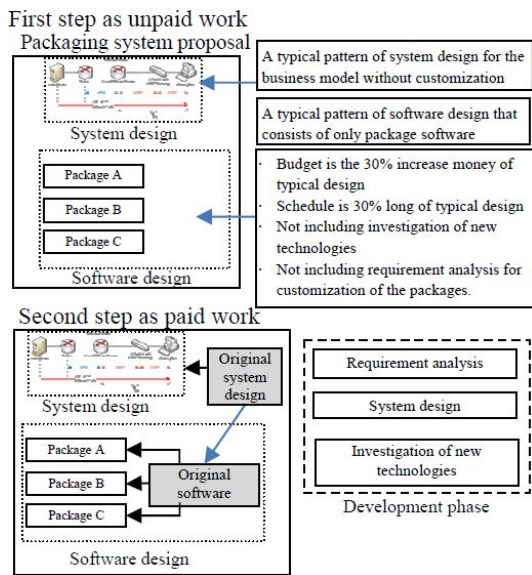 First step as unpaid work
Packaging system proposal
System design
Package A
Package B
Package C
Software design
A typical pattern of system design for the
business model without customization
A typical pattern of software design that
consists of only package software
· Budget is the 30% increase money of
typical design
· Schedule is 30% long of typical design
· Not including investigation of new
technologies
· Not including requirement analysis for
customization of the packages.
Second step as paid work
System design
Original
system
design
Package A
Package B
Package C
Original
software
Software design
Requirement analysis
System design
Investigation of new
technologies
Development phase